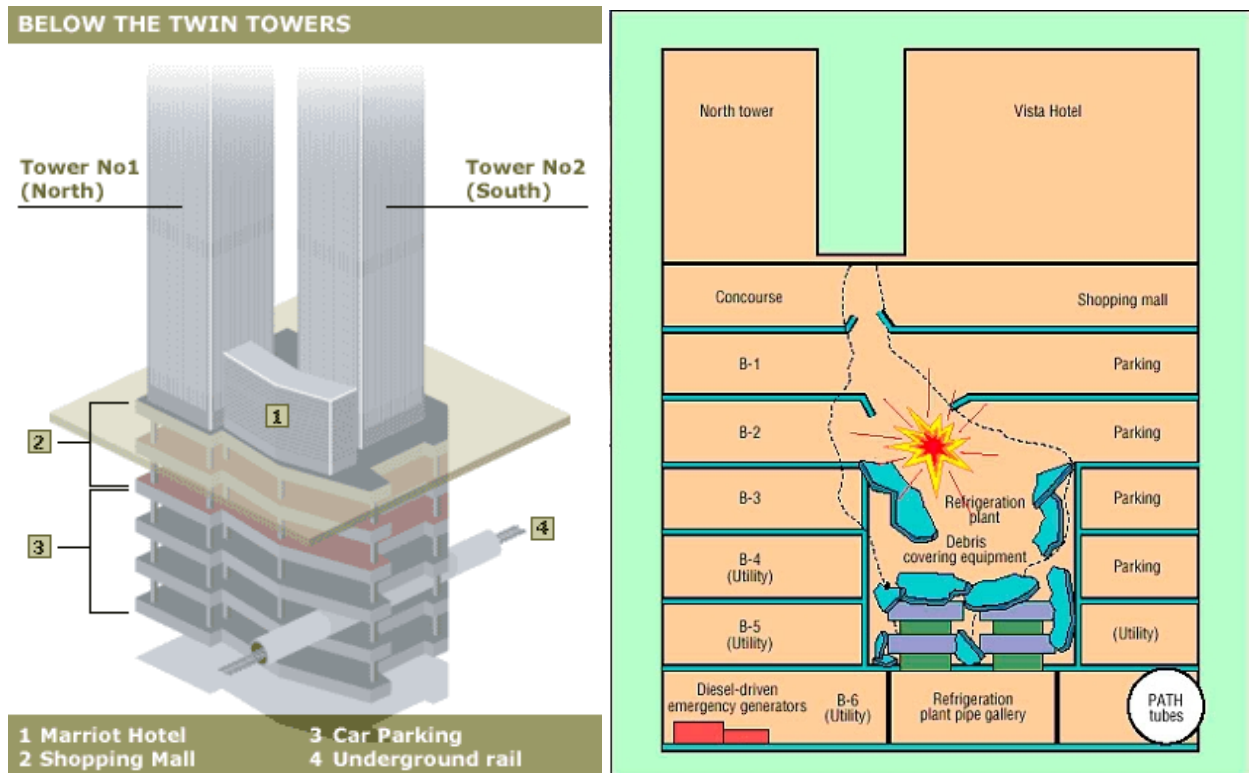 BELOW THE TWIN TOWERS
Tower No1
(North)
Tower No2
(South)
1
2
3
4
1 Marriot Hotel
2 Shopping Mall
3 Car Parking
4 Underground rail
North tower
Vista Hotel
Concourse
Shopping mall
B-1
Parking
B-2
Parking
B-3
Refrigeration
plant
Parking
Debris
covering equipment
B-4
(Utility)
Parking
B-5
(Utility)
(Utility)
Diesel-driven
emergency generators
B-6
(Utility)
Refrigeration
plant pipe gallery
PATH
tubes